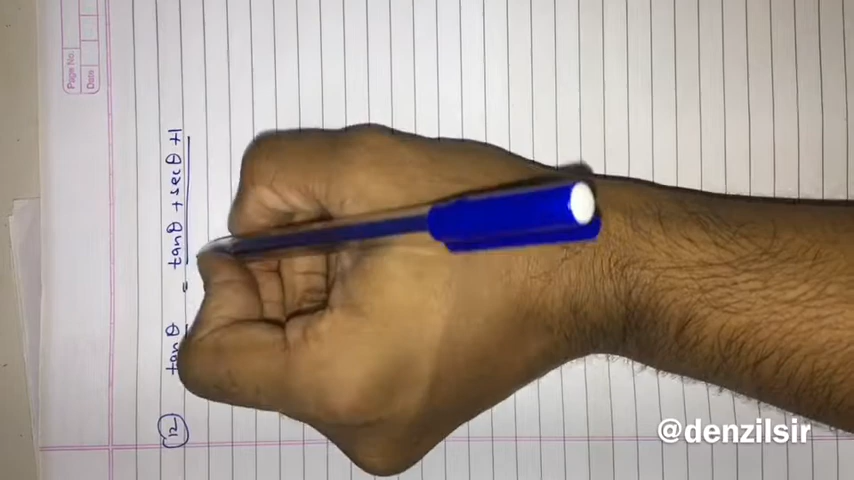 Page No.
Date
(12) tanθ = tanθ + secθ + 1
@denzilsir